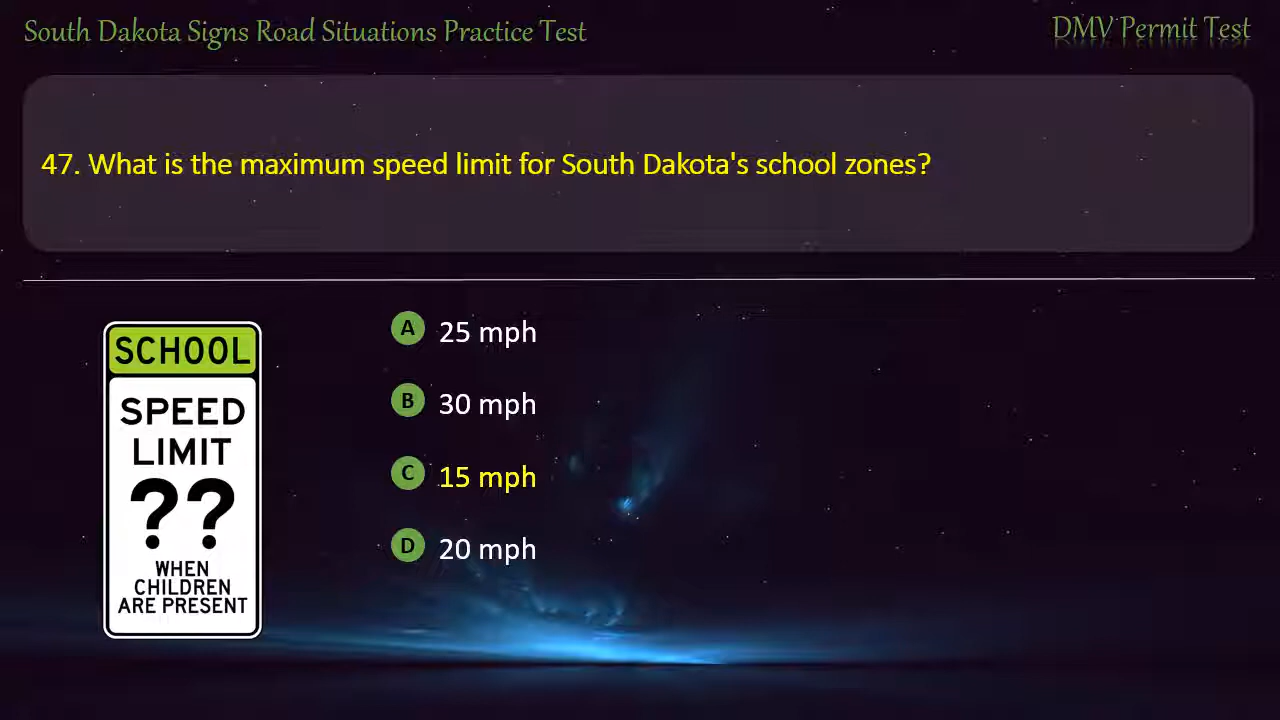 South Dakota Signs Road Situations Practice Test
DMV Permit Test
47. What is the maximum speed limit for South Dakota's school zones?
SCHOOL
SPEED
LIMIT
??
WHEN
CHILDREN
ARE PRESENT
A 25 mph
B 30 mph
C 15 mph
D 20 mph